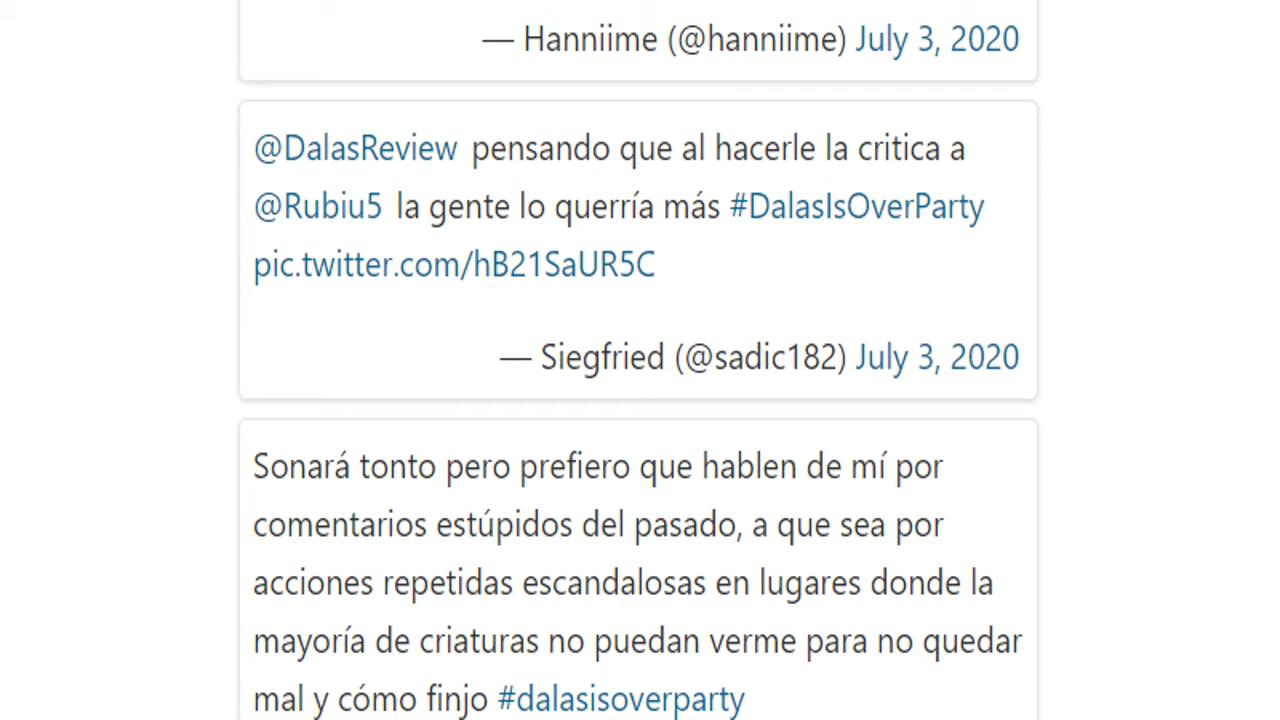 — Hanniime (@hanniime) July 3, 2020
@DalasReview pensando que al hacerle la critica a
@Rubiu5 la gente lo querría más #DalasIsOverParty
pic.twitter.com/hB21SaUR5C
— Siegfried (@sadic182) July 3, 2020
Sonará tonto pero prefiero que hablen de mí por
comentarios estúpidos del pasado, a que sea por
acciones repetidas escandalosas en lugares donde la
mayoría de criaturas no puedan verme para no quedar
mal y cómo finjo #dalasisoverparty